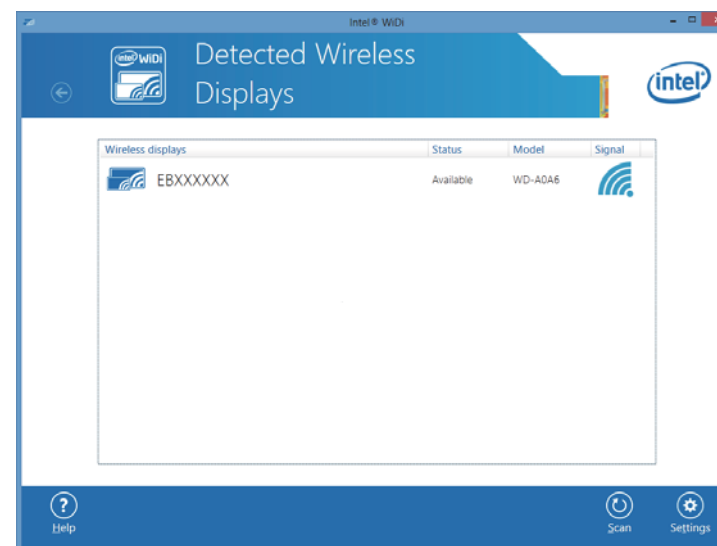 Intel® WiDi
intel WiDi
Detected Wireless
Displays
intel
Wireless displays Status Model Signal
EBXXXXXX Available WD-A0A6
Help Scan Settings